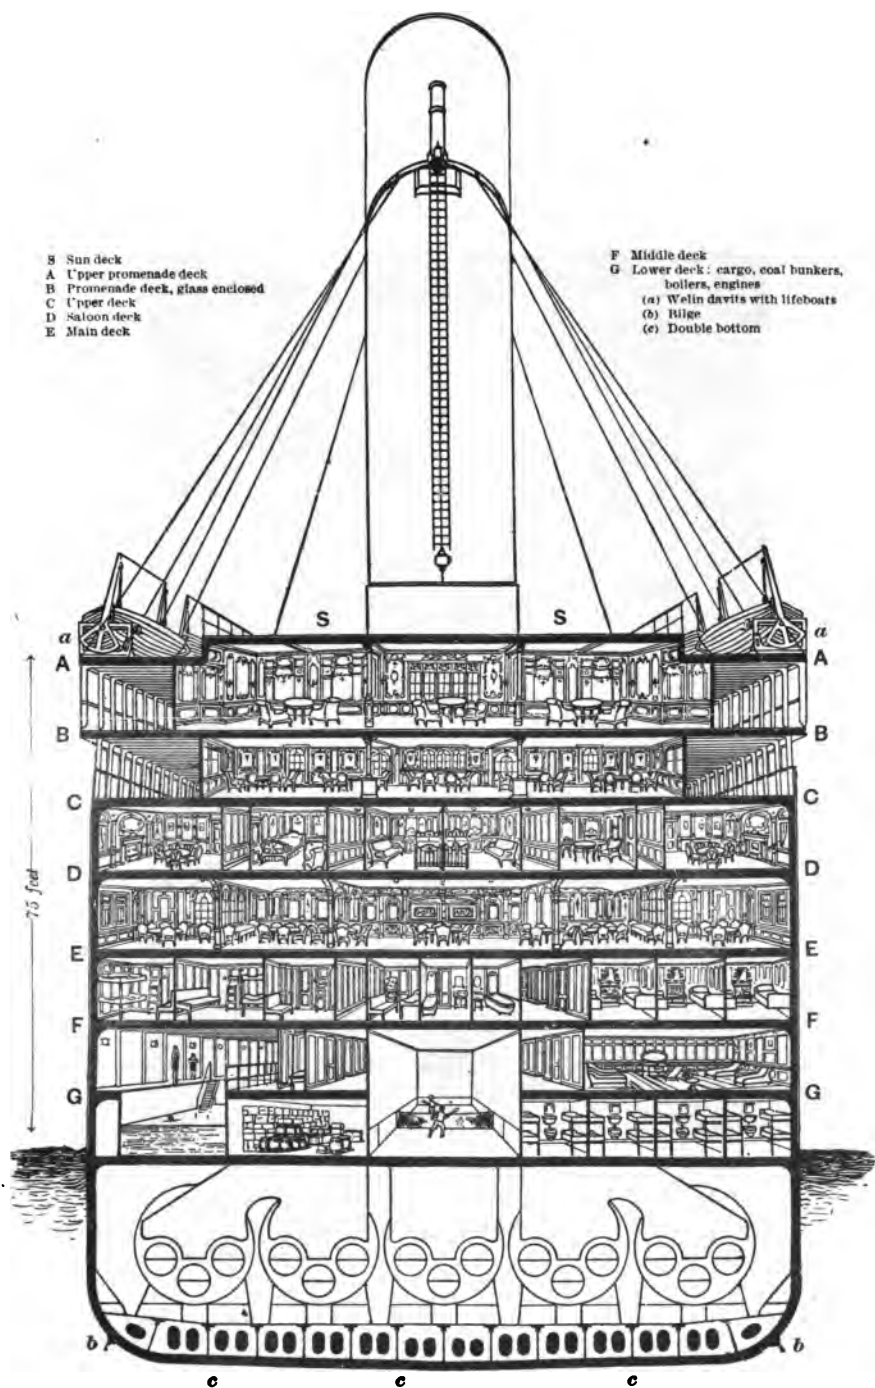 S Sun deck
A Upper promenade deck
B Promenade deck, glass enclosed
C Upper deck
D Saloon deck
E Main deck
F Middle deck
G Lower deck: cargo, coal bunkers,
boilers, engines
(a) Welin davits with lifeboats
(b) Bilge
(c) Double bottom
S S
a a
A A
B B
C C
D D
75 feet
E E
F F
G G
b b
c c c